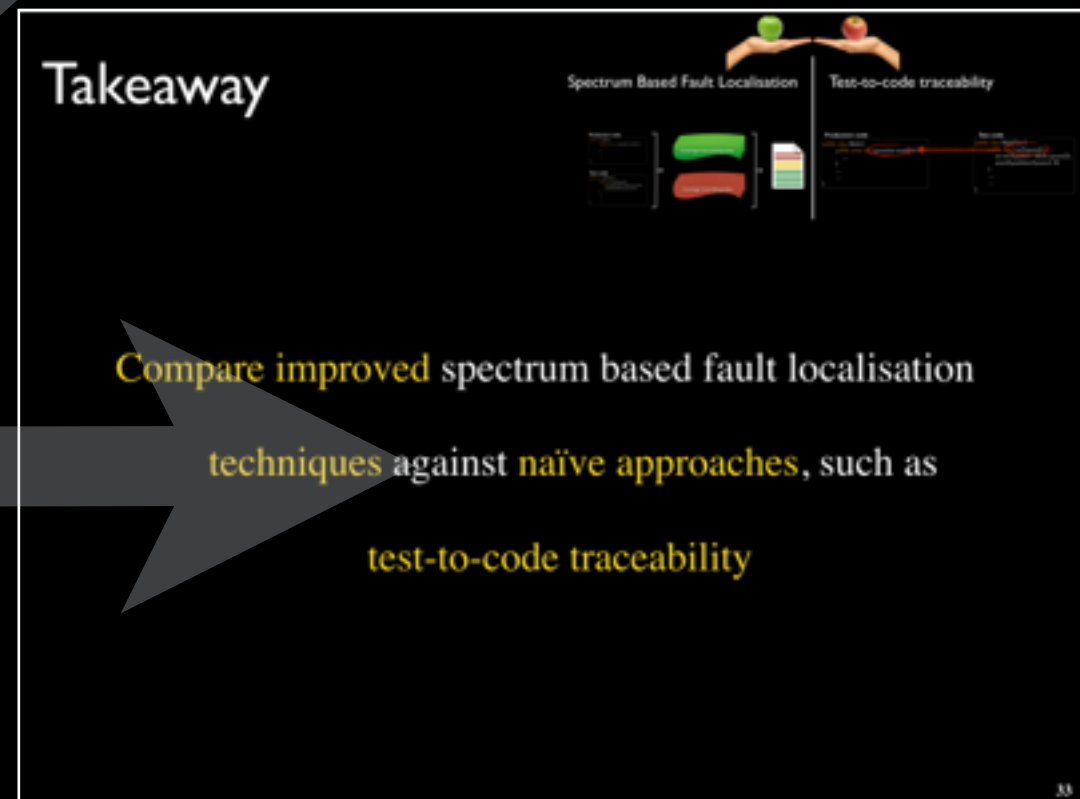 Takeaway
Spectrum Based Fault Localisation
Test-to-code traceability
Compare improved spectrum based fault localisation
techniques against naïve approaches, such as
test-to-code traceability
33